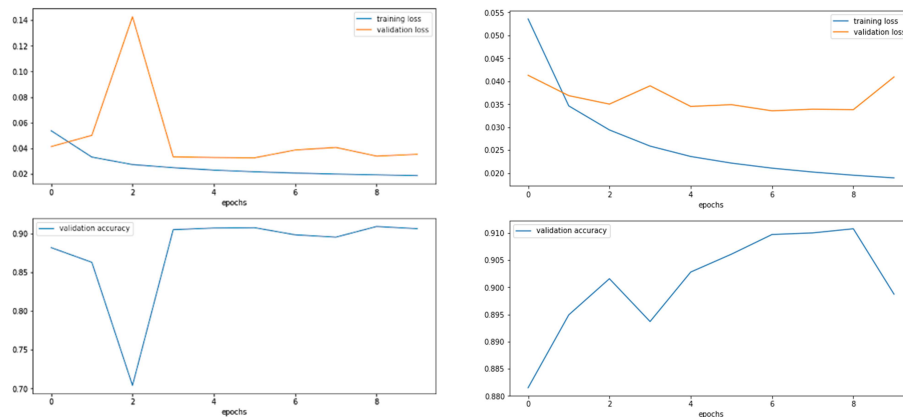 training loss
validation loss
0.14
0.12
0.10
0.08
0.06
0.04
0.02
0 2 4 6 8
epochs
validation accuracy
0.90
0.85
0.80
0.75
0.70
0 2 4 6 8
epochs
training loss
validation loss
0.055
0.050
0.045
0.040
0.035
0.030
0.025
0.020
0 2 4 6 8
epochs
validation accuracy
0.910
0.905
0.900
0.895
0.890
0.885
0.880
0 2 4 6 8
epochs